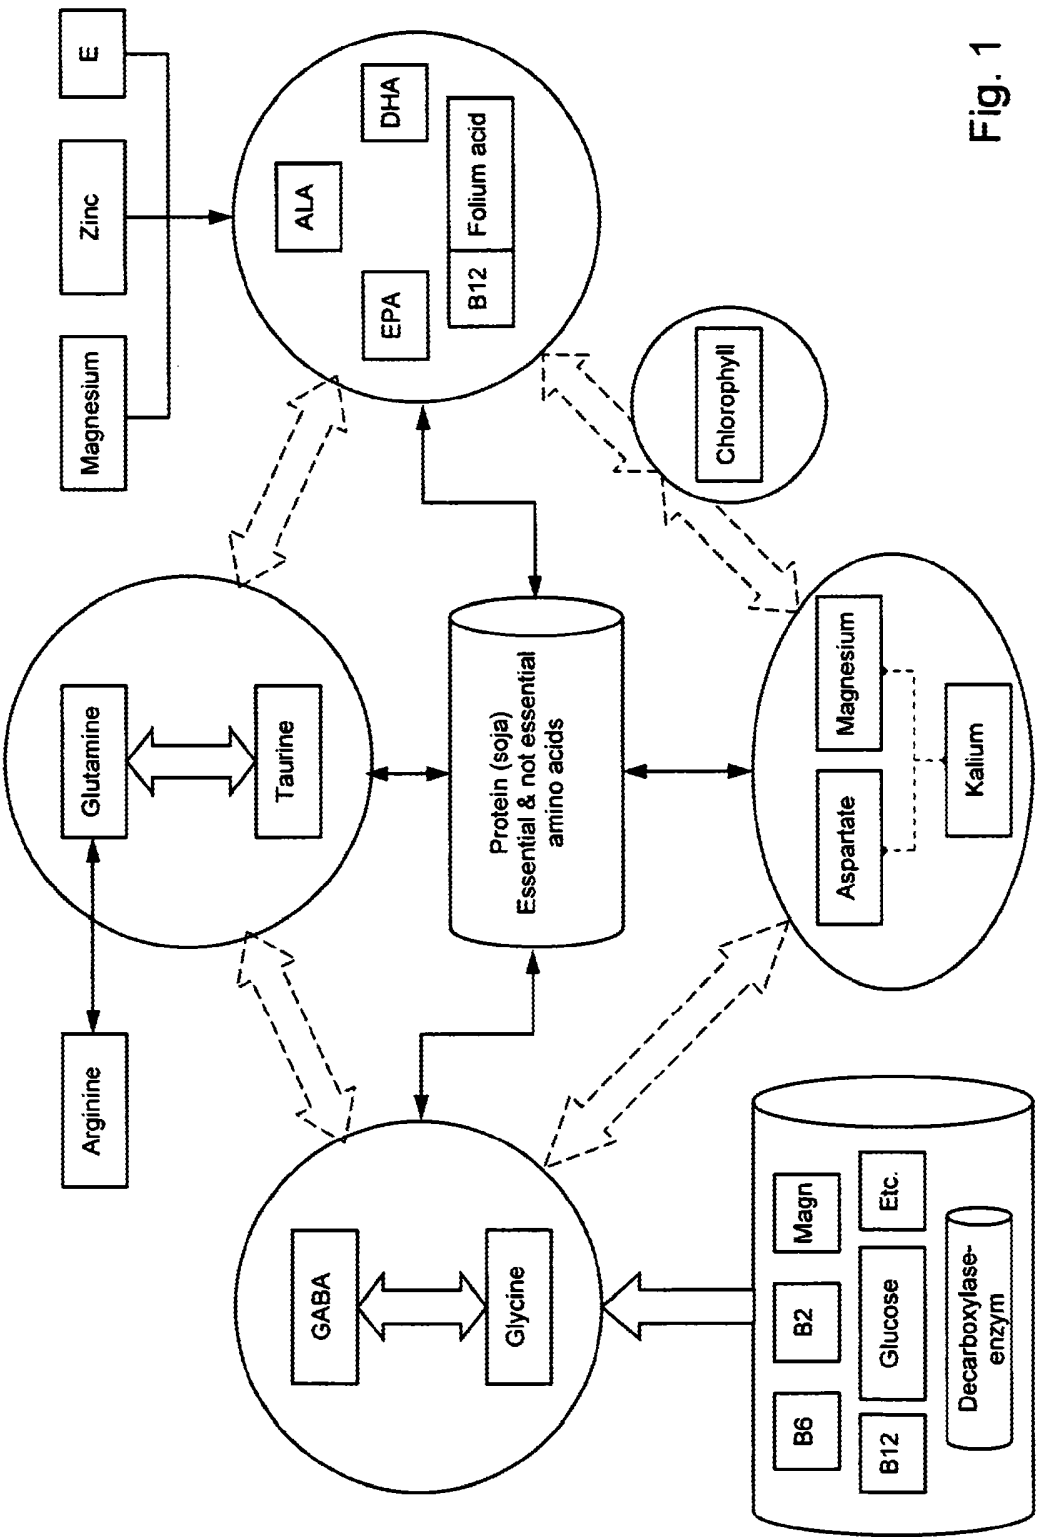 Arginine
Glutamine
Taurine
Magnesium
Zinc
E
GABA
Glycine
Protein (soja)
Essential & not essential
amino acids
ALA
EPA
DHA
B12
Folium acid
Chlorophyll
B6
B2
Magn
B12
Glucose
Etc.
Decarboxylase-
enzym
Aspartate
Magnesium
Kalium
Fig. 1